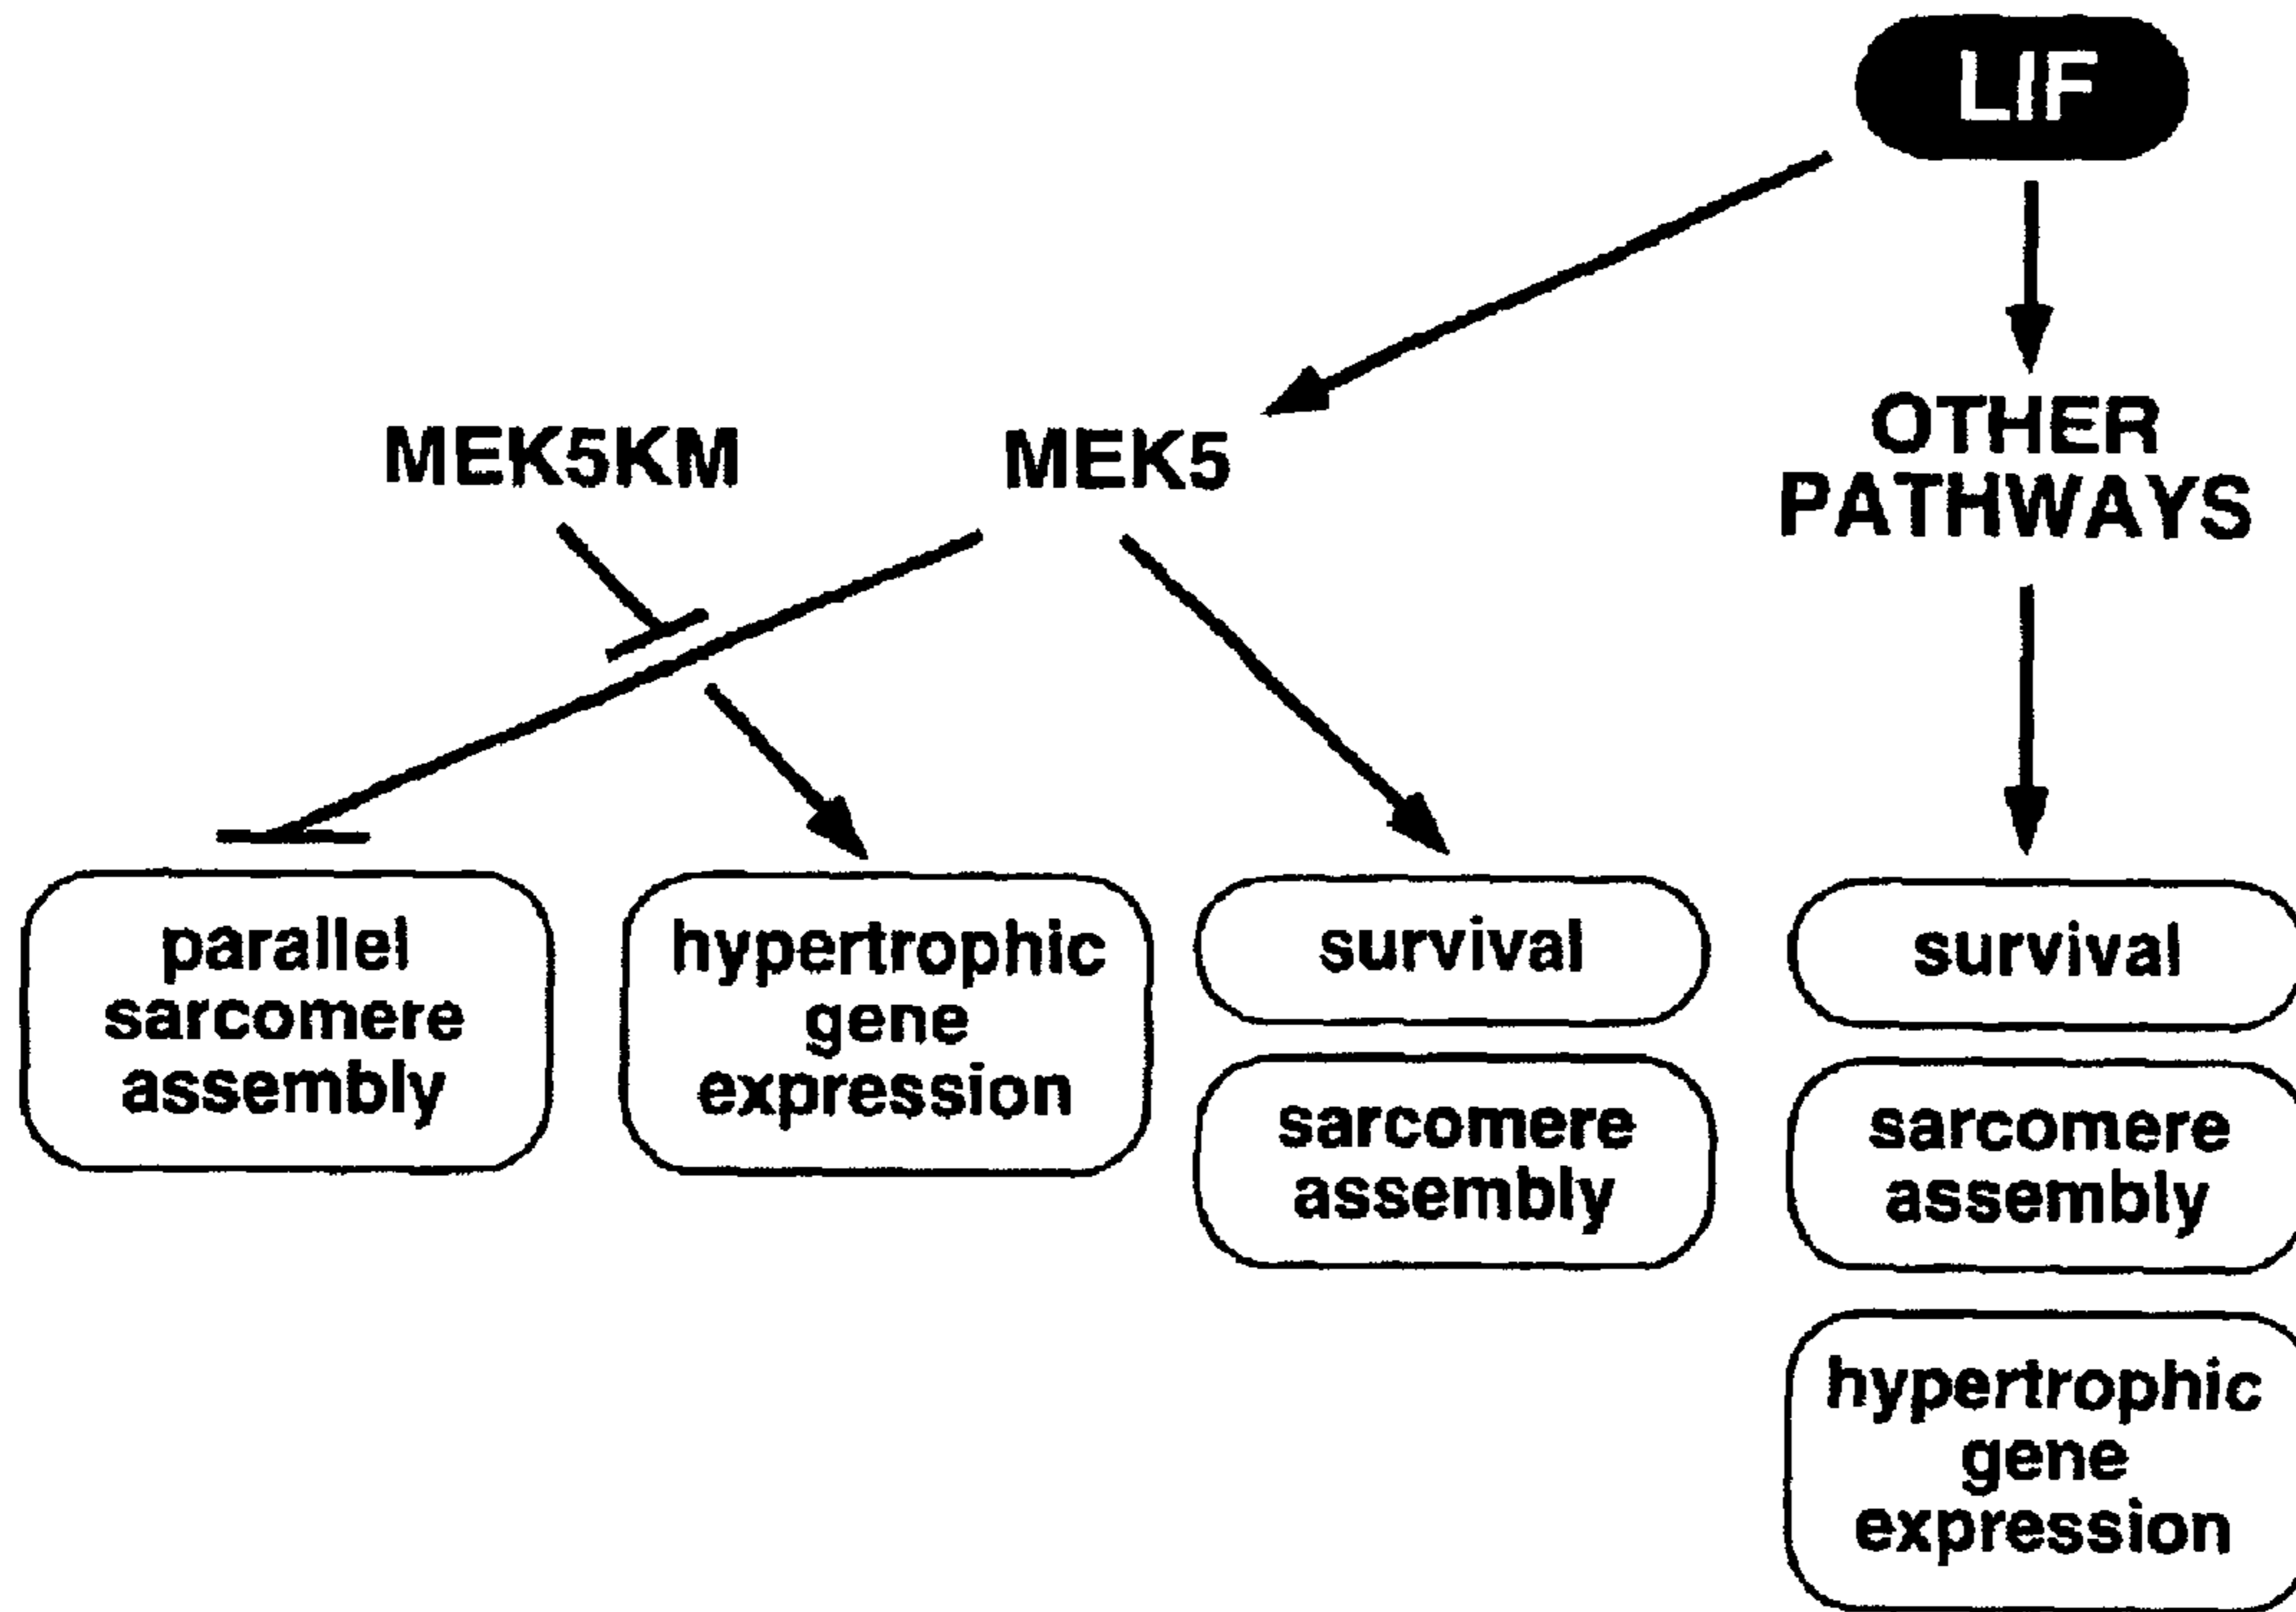 LIF
MEK5KM
MEK5
OTHER
PATHWAYS
parallel
sarcomere
assembly
hypertrophic
gene
expression
survival
sarcomere
assembly
survival
sarcomere
assembly
hypertrophic
gene
expression